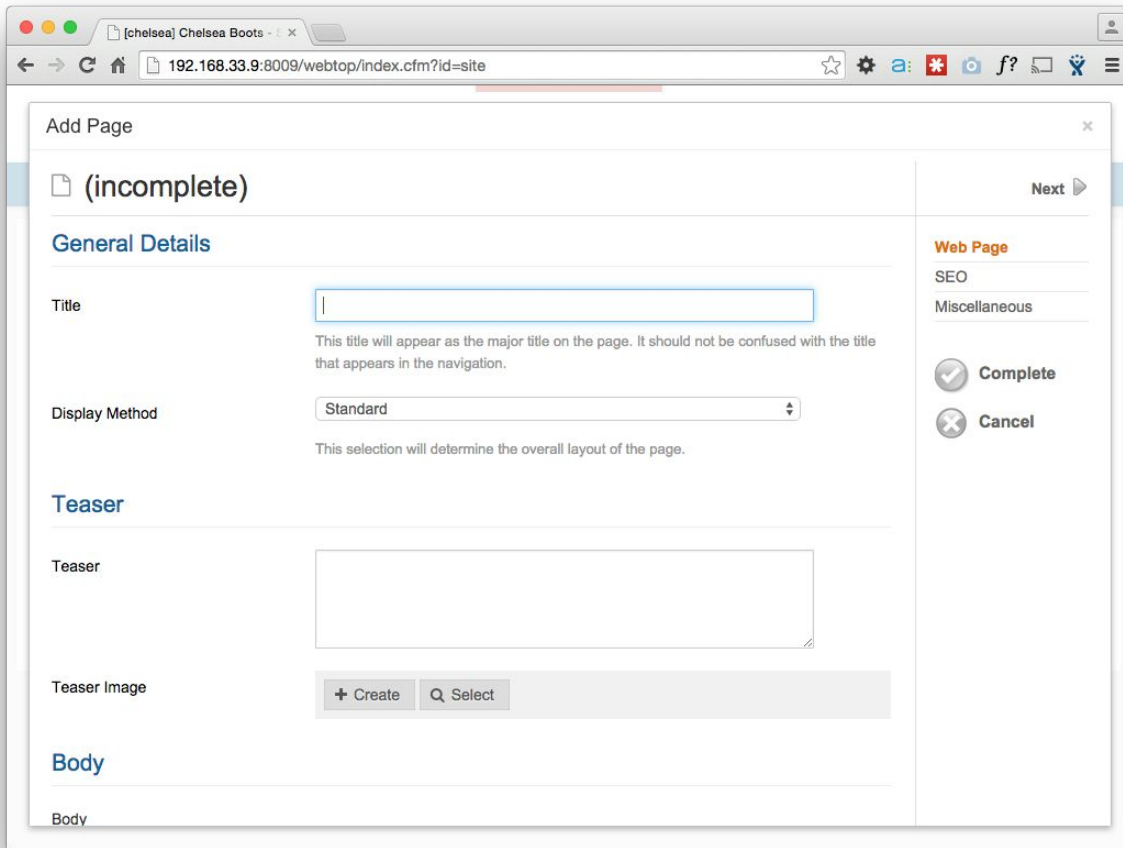 [chelsea] Chelsea Boots -
192.168.33.9:8009/webtop/index.cfm?id=site
a:
f?
Add Page
(incomplete)
Next
General Details
Web Page
SEO
Title
Miscellaneous
This title will appear as the major title on the page. It should not be confused with the title
that appears in the navigation.
Complete
Display Method
Standard
Cancel
This selection will determine the overall layout of the page.
Teaser
Teaser
Teaser Image
Create
Select
Body
Body